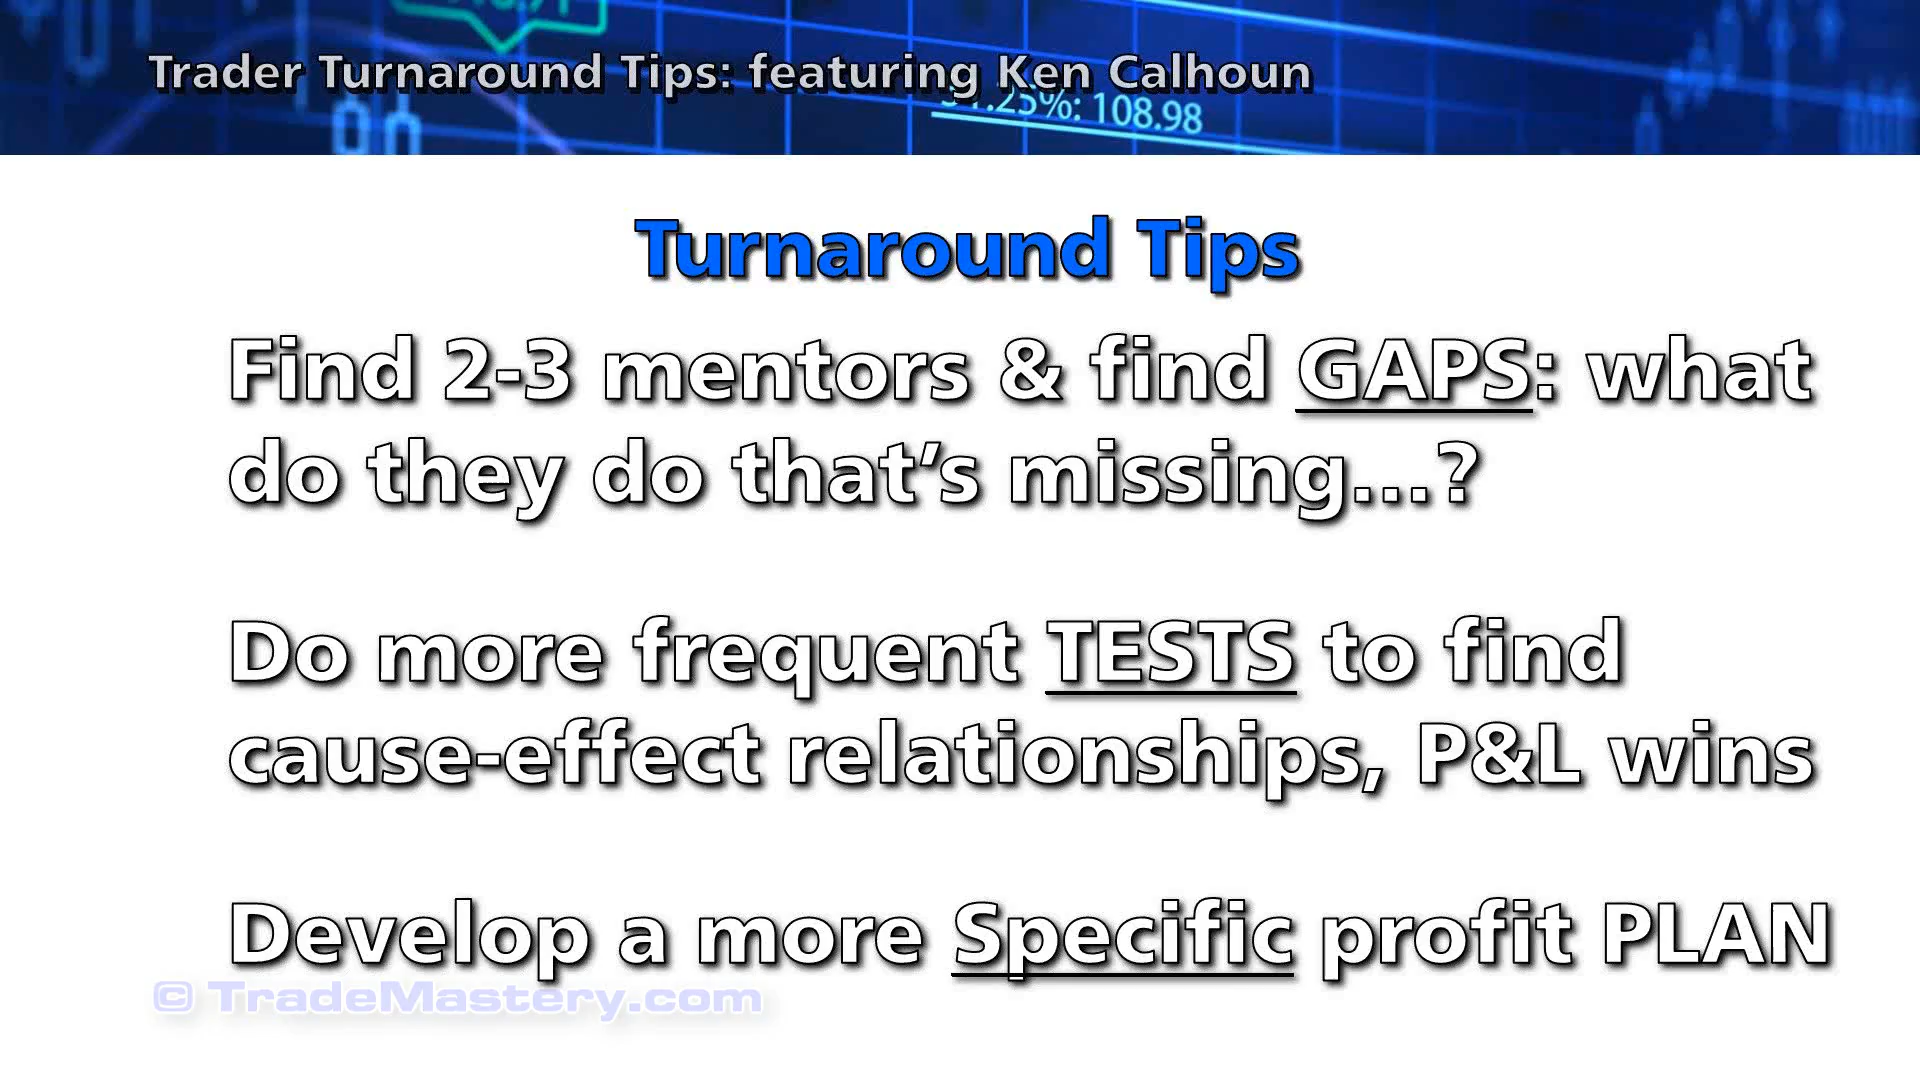 Trader Turnaround Tips: featuring Ken Calhoun
108.98
Turnaround Tips
Find 2-3 mentors & find GAPS: what
do they do that’s missing...?
Do more frequent TESTS to find
cause-effect relationships, P&L wins
Develop a more Specific profit PLAN
© TradeMastery.com